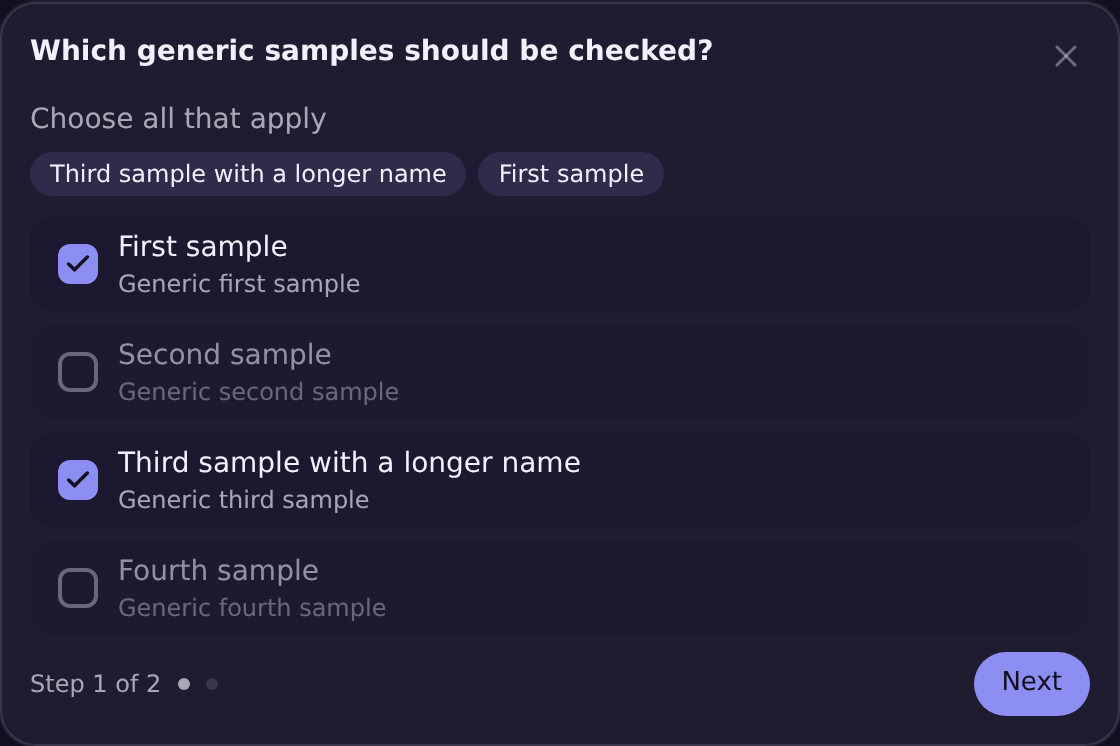 Which generic samples should be checked?
Choose all that apply
Third sample with a longer name First sample
First sample
Generic first sample
Second sample
Generic second sample
Third sample with a longer name
Generic third sample
Fourth sample
Generic fourth sample
Step 1 of 2 Next